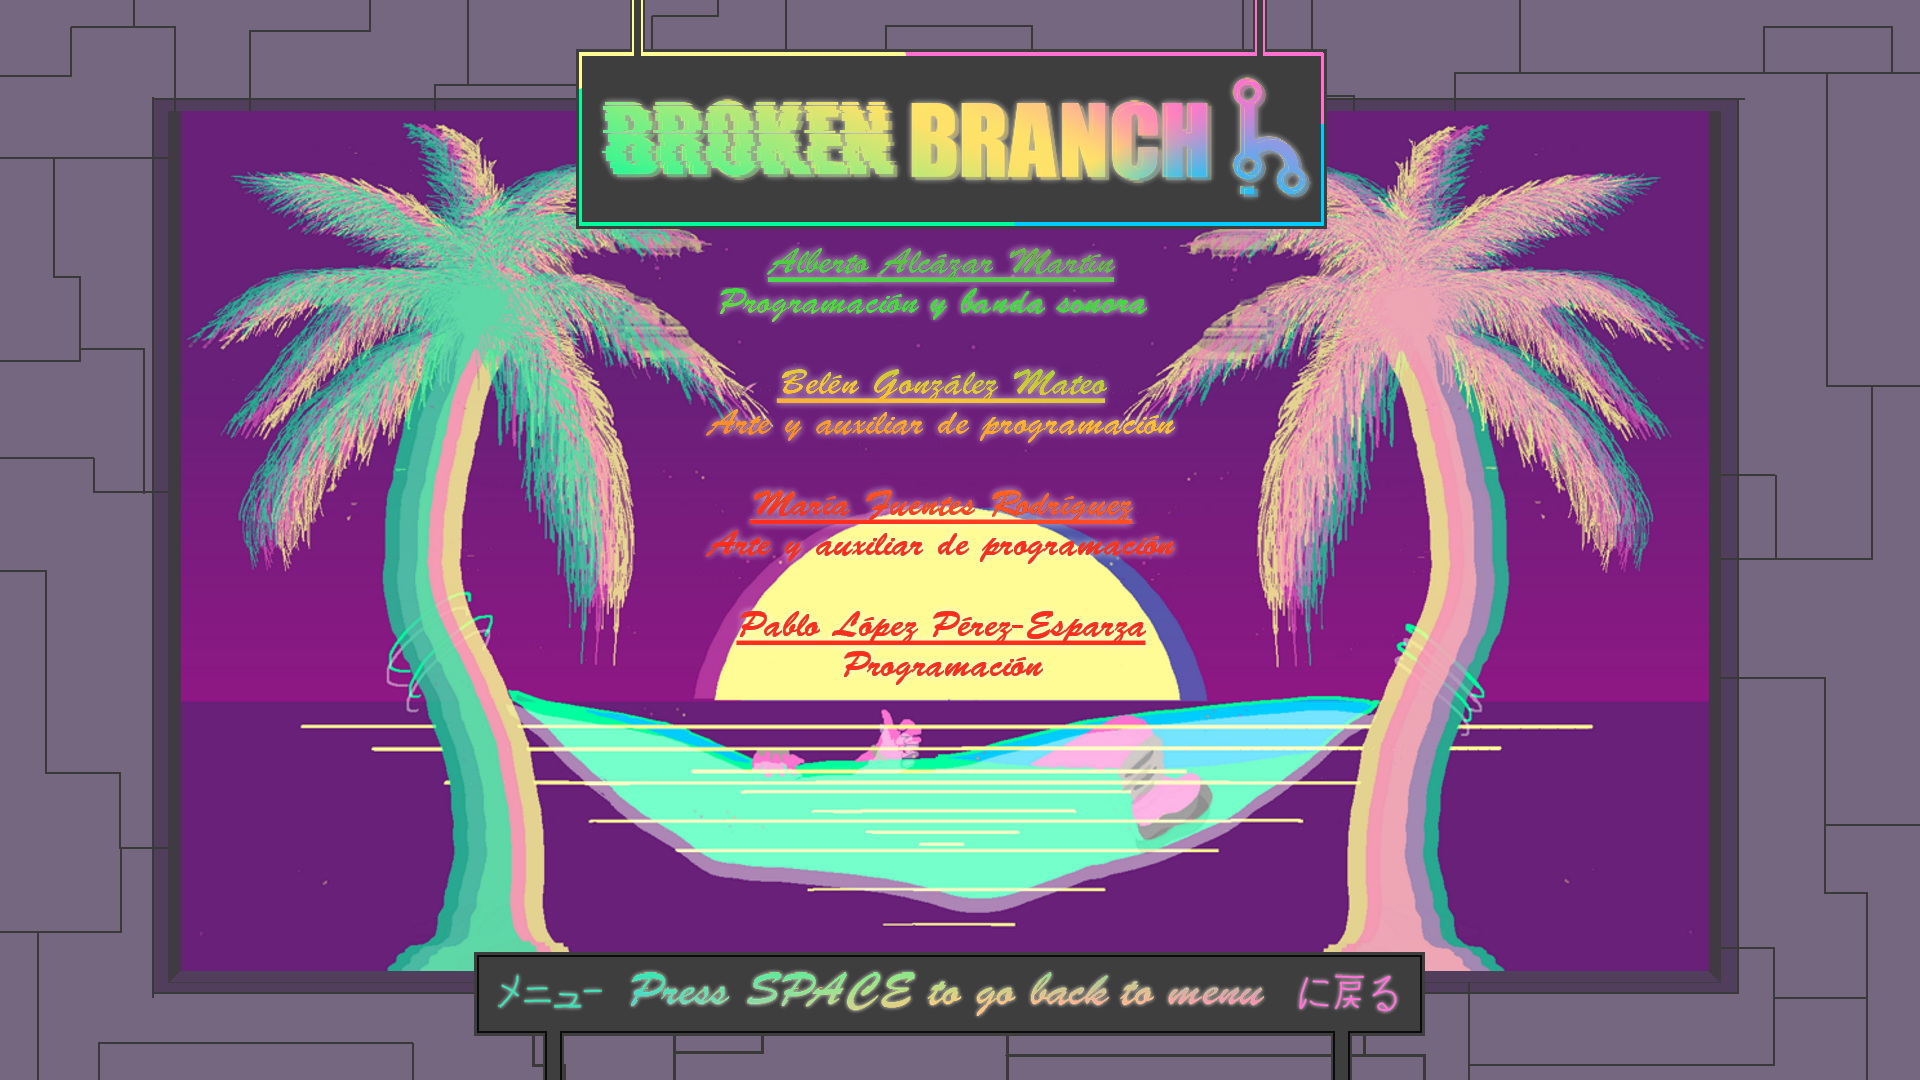 BROKEN BRANCH
Alberto Alcázar Martín
Programación y banda sonora
Belén González Mateo
Arte y auxiliar de programación
María Fuentes Rodríguez
Arte y auxiliar de programación
Pablo López Pérez-Esparza
Programación
メニュー Press SPACE to go back to menu に戻る